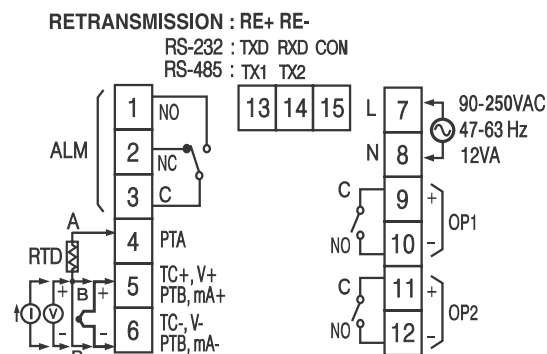 RETRANSMISSION : RE+ RE-
RS-232 : TXD RXD CON
RS-485 : TX1 TX2
13 14 15
ALM
1 NO
2 NC
3 C
A
4 PTA
RTD
B
5 TC+, V+
PTB, mA+
6 TC-, V-
PTB, mA-
I V + - + -
L 7 90-250VAC
47-63 Hz
N 8 12VA
C 9 +
OP1
NO 10 -
C 11 +
OP2
NO 12 -